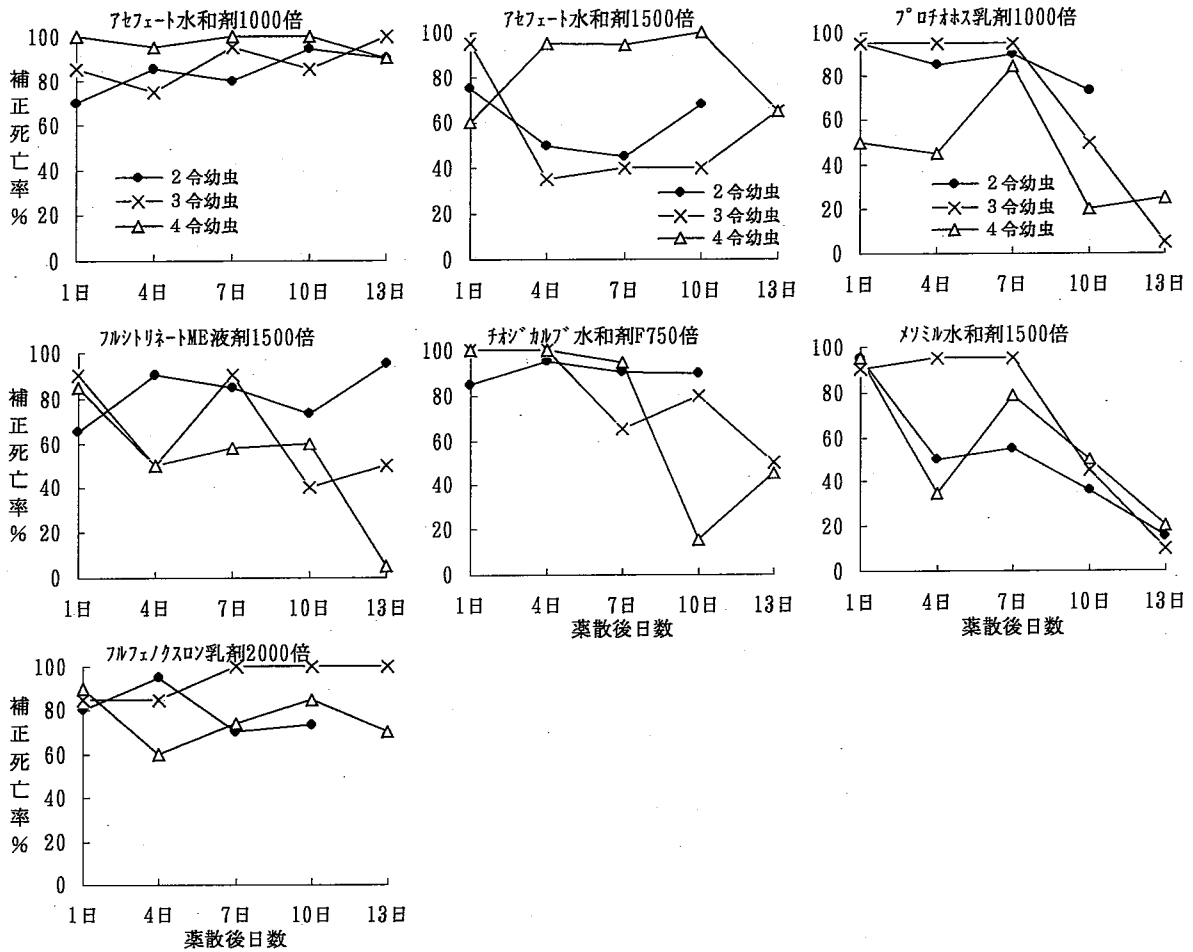 アセフェート水和剤1000倍
補正死亡率%
100
80
60
40
20
0
2令幼虫
3令幼虫
4令幼虫
1日 4日 7日 10日 13日
アセフェート水和剤1500倍
100
80
60
40
20
0
2令幼虫
3令幼虫
4令幼虫
1日 4日 7日 10日 13日
プロチオホス乳剤1000倍
100
80
60
40
20
0
2令幼虫
3令幼虫
4令幼虫
1日 4日 7日 10日 13日
フルシトリネートME液剤1500倍
補正死亡率%
100
80
60
40
20
0
1日 4日 7日 10日 13日
チオジカルブ水和剤F750倍
100
80
60
40
20
0
1日 4日 7日 10日 13日
薬散後日数
メソミル水和剤1500倍
100
80
60
40
20
0
1日 4日 7日 10日 13日
薬散後日数
フルフェノクスロン乳剤2000倍
補正死亡率%
100
80
60
40
20
0
1日 4日 7日 10日 13日
薬散後日数